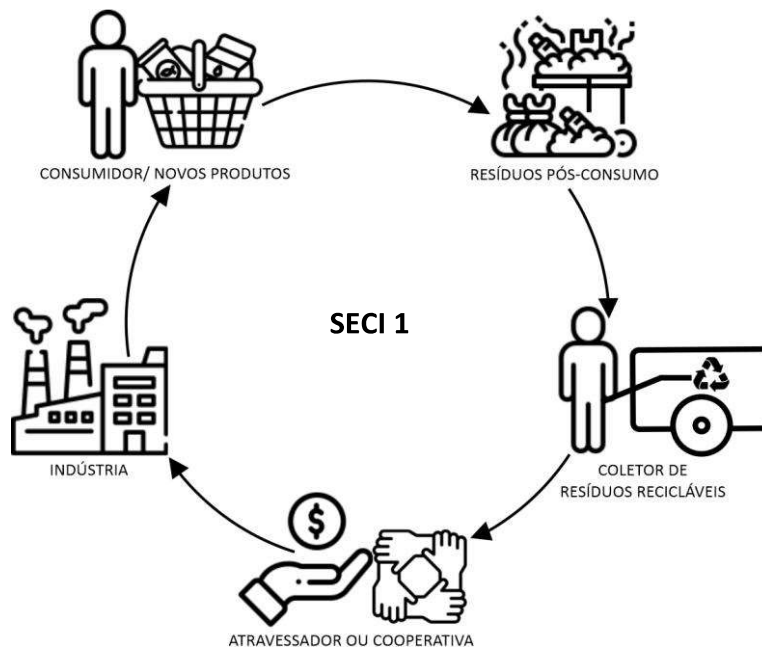 CONSUMIDOR/ NOVOS PRODUTOS
RESÍDUOS PÓS-CONSUMO
SECI 1
COLETOR DE
RESÍDUOS RECICLÁVEIS
INDÚSTRIA
$
ATRAVESSADOR OU COOPERATIVA